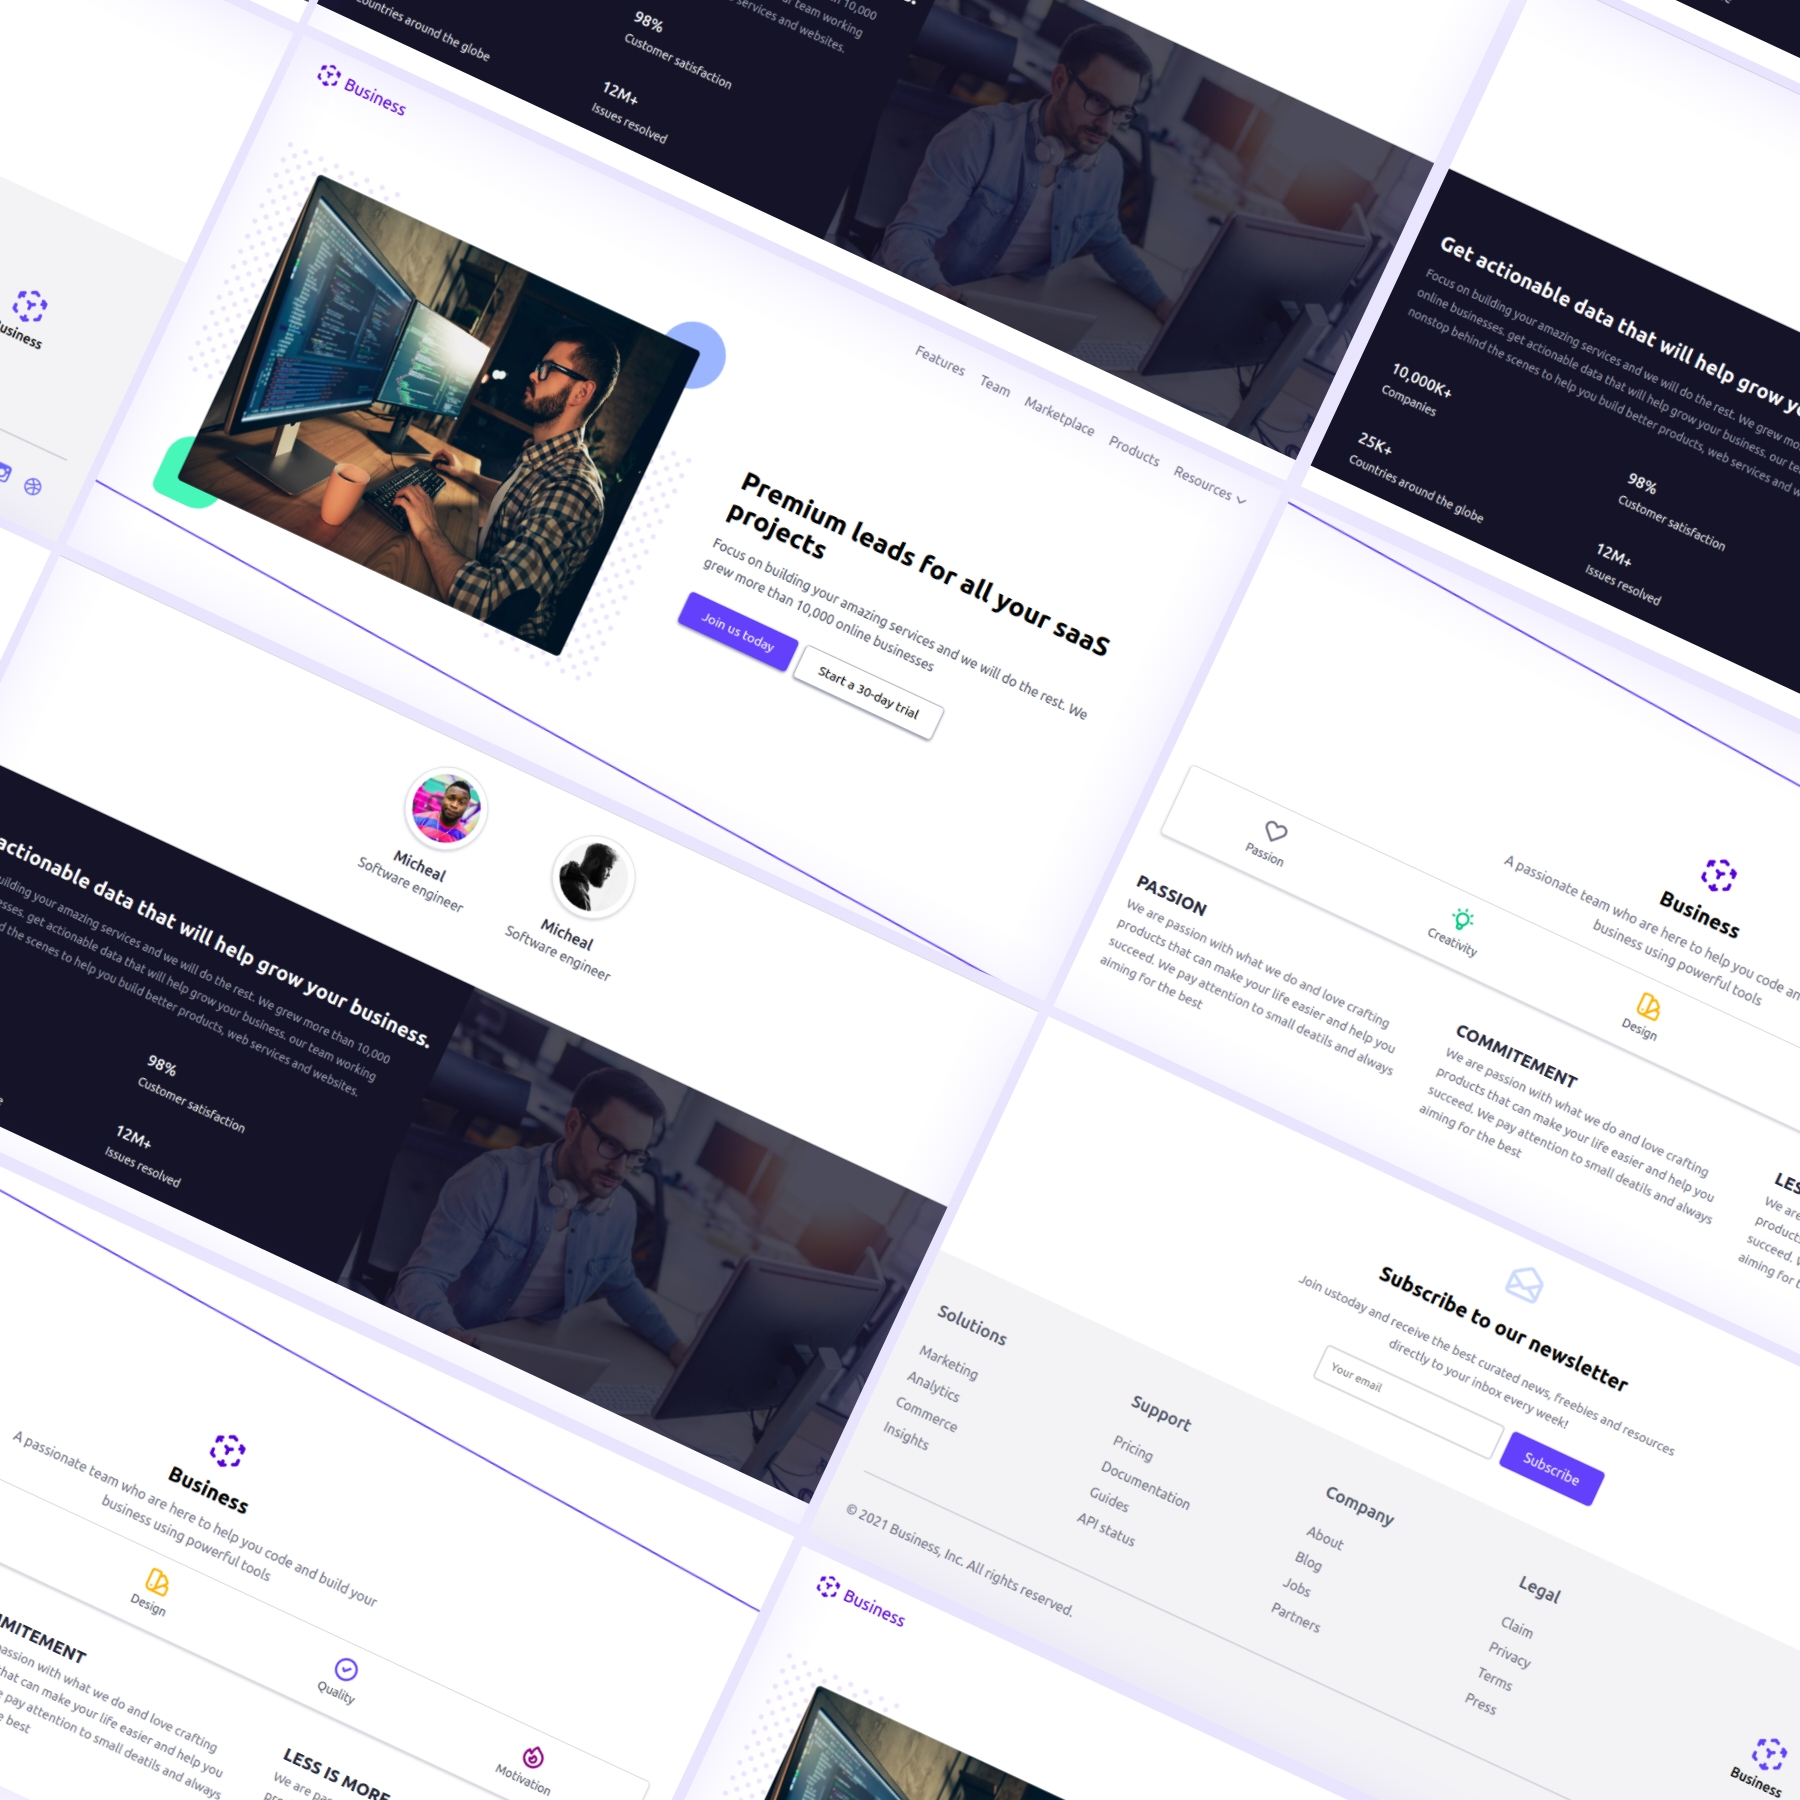 Countries around the globe
98%
Customer satisfaction
12M+
Issues resolved
services and websites.
Business
Features
Team
Marketplace
Products
Resources
Premium leads for all your saaS
projects
Focus on building your amazing services and we will do the rest. We
grew more than 10,000 online businesses
Join us today
Start a 30-day trial
Business
Get actionable data that will help grow
Focus on building your amazing services and we will do the rest. We grew
online businesses. get actionable data that will help grow your business. our
nonstop behind the scenes to help you build better products, web services and
10,000K+
Companies
25K+
Countries around the globe
98%
Customer satisfaction
12M+
Issues resolved
Micheal
Software engineer
Micheal
Software engineer
actionable data that will help grow your business.
amazing services and we will do the rest. We grew more than 10,000
get actionable data that will help grow your business. our team working
the scenes to help you build better products, web services and websites.
98%
Customer satisfaction
12M+
Issues resolved
Business
A passionate team who are here to help you code
business using powerful tools
Passion
Creativity
Design
PASSION
We are passion with what we do and love crafting
products that can make your life easier and help you
succeed. We pay attention to small deatils and always
aiming for the best
COMMITEMENT
We are passion with what we do and love crafting
products that can make your life easier and help you
succeed. We pay attention to small deatils and always
aiming for the best
We are
succeed.
aiming for
Subscribe to our newsletter
Join ustoday and receive the best curated news, freebies and resources
directly to your inbox every week!
Your email
Subscribe
Solutions
Marketing
Analytics
Commerce
Insights
Support
Pricing
Documentation
Guides
API status
Company
About
Blog
Jobs
Partners
Legal
Claim
Privacy
Terms
Press
Business
© 2021 Business, Inc. All rights reserved.
Business
A passionate team who are here to help you code and build your
business using powerful tools
Design
Quality
Motivation
MITEMENT
with what we do and love crafting
that can make your life easier and help you
pay attention to small deatils and always
best
LESS IS MORE
We are
Business